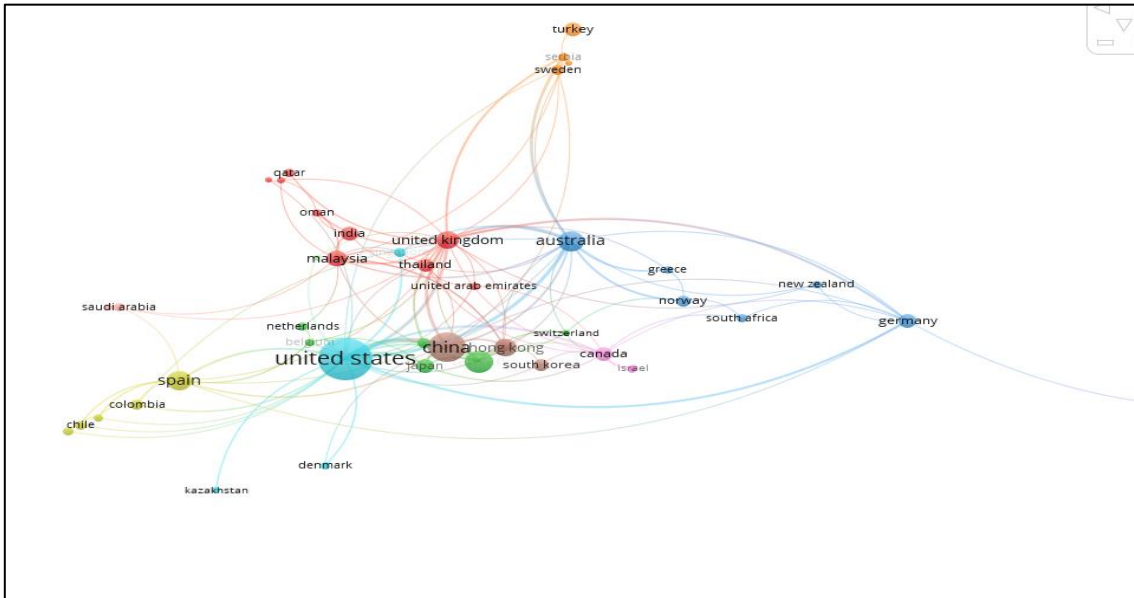 turkey
serbia
sweden
qatar
oman
india
united kingdom
australia
malaysia
thailand
greece
united arab emirates
new zealand
norway
saudi arabia
south africa
germany
netherlands
switzerland
belgium
china
hong kong
united states
canada
japan
south korea
israel
spain
colombia
chile
denmark
kazakhstan